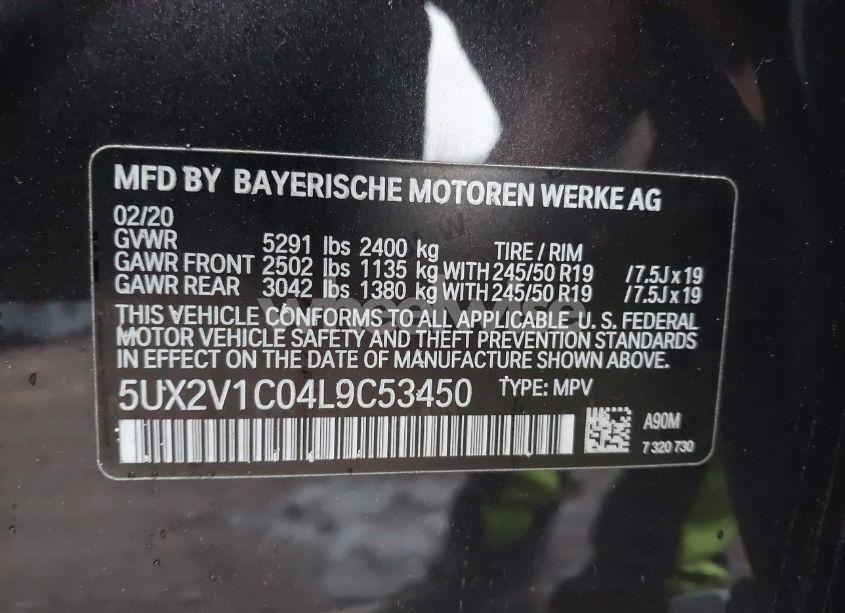 MFD BY BAYERISCHE MOTOREN WERKE AG
02/20
GVWR 5291 lbs 2400 kg TIRE / RIM
GAWR FRONT 2502 lbs 1135 kg WITH 245/50 R19 /7.5J x 19
GAWR REAR 3042 lbs 1380 kg WITH 245/50 R19 /7.5J x 19
THIS VEHICLE CONFORMS TO ALL APPLICABLE U. S. FEDERAL
MOTOR VEHICLE SAFETY AND THEFT PREVENTION STANDARDS
IN EFFECT ON THE DATE OF MANUFACTURE SHOWN ABOVE.
5UX2V1C04L9C53450 TYPE: MPV
A90M
7 320 730